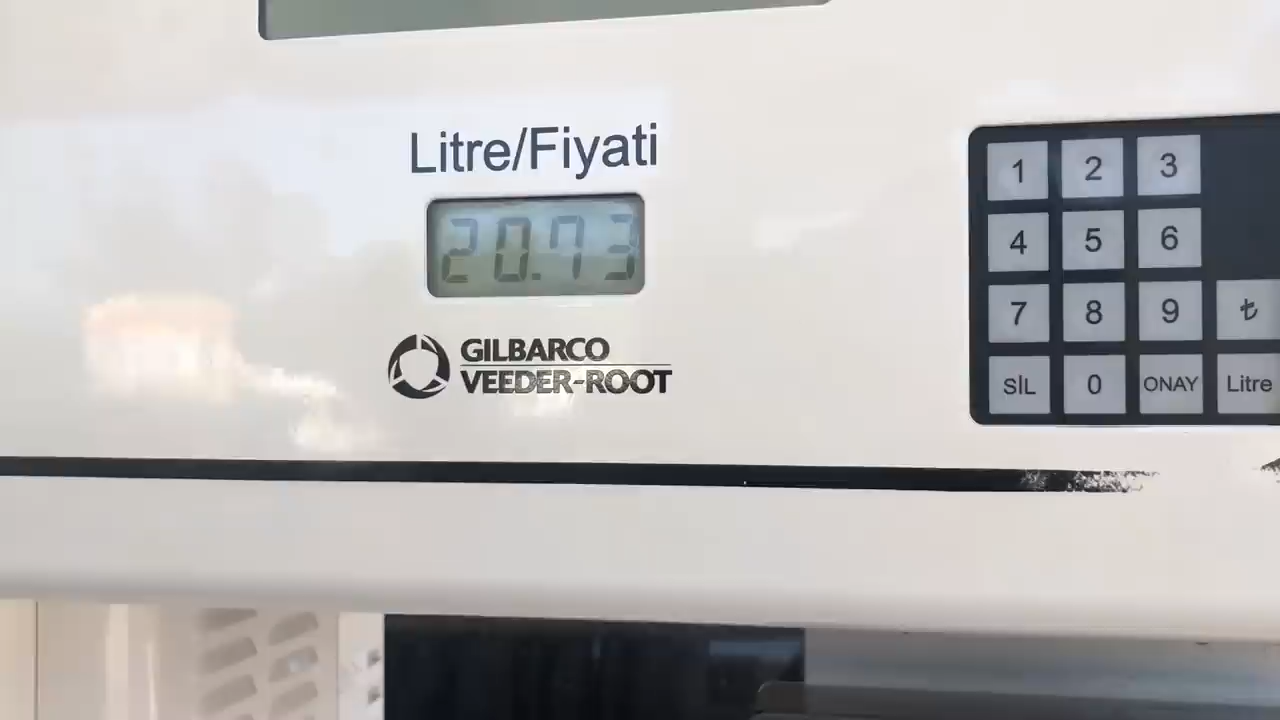 Litre/Fiyati
20.73
GILBARCO
VEEDER-ROOT
1 2 3
4 5 6
7 8 9 ₺
SİL 0 ONAY Litre